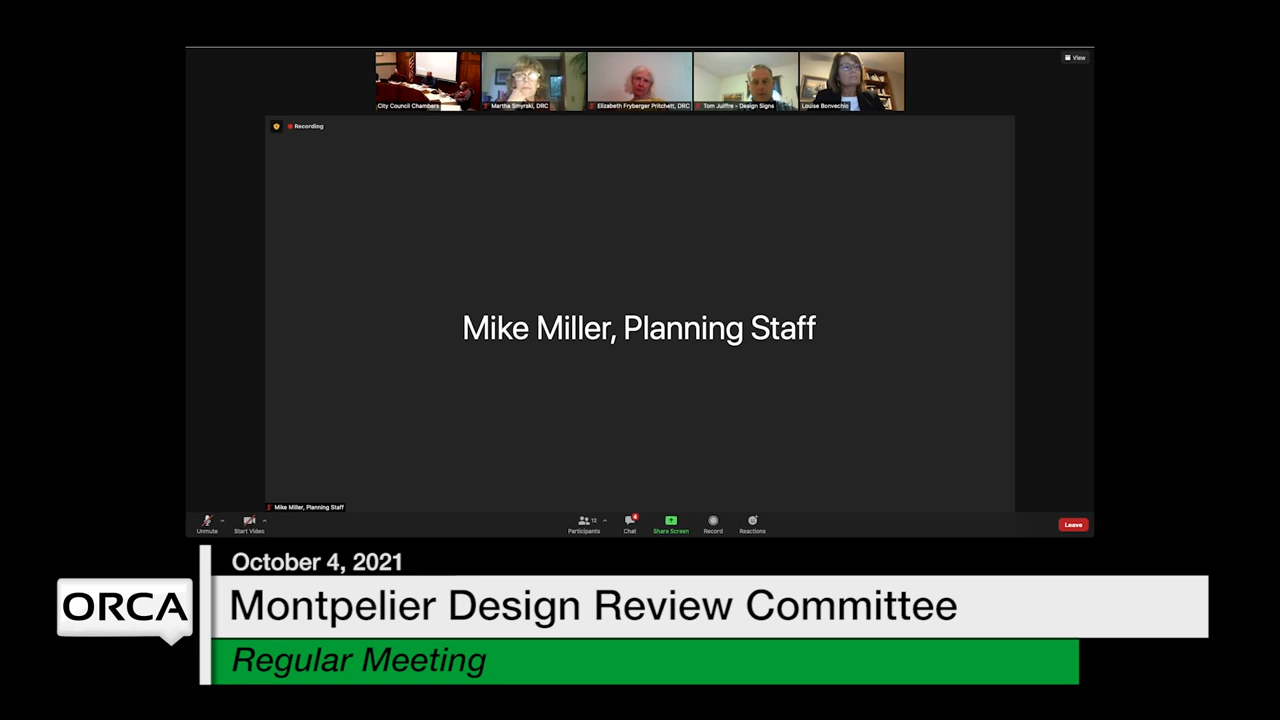 View
City Council Chambers
Martha Smyrski, DRC
Elizabeth Fryberger Pritchett, DRC
Tom Juiffre - Design Signs
Louise Bonvechio
Recording
Mike Miller, Planning Staff
Mike Miller, Planning Staff
Unmute
Start Video
Participants
12
Chat
4
Share Screen
Record
Reactions
Leave
October 4, 2021
ORCA
Montpelier Design Review Committee
Regular Meeting